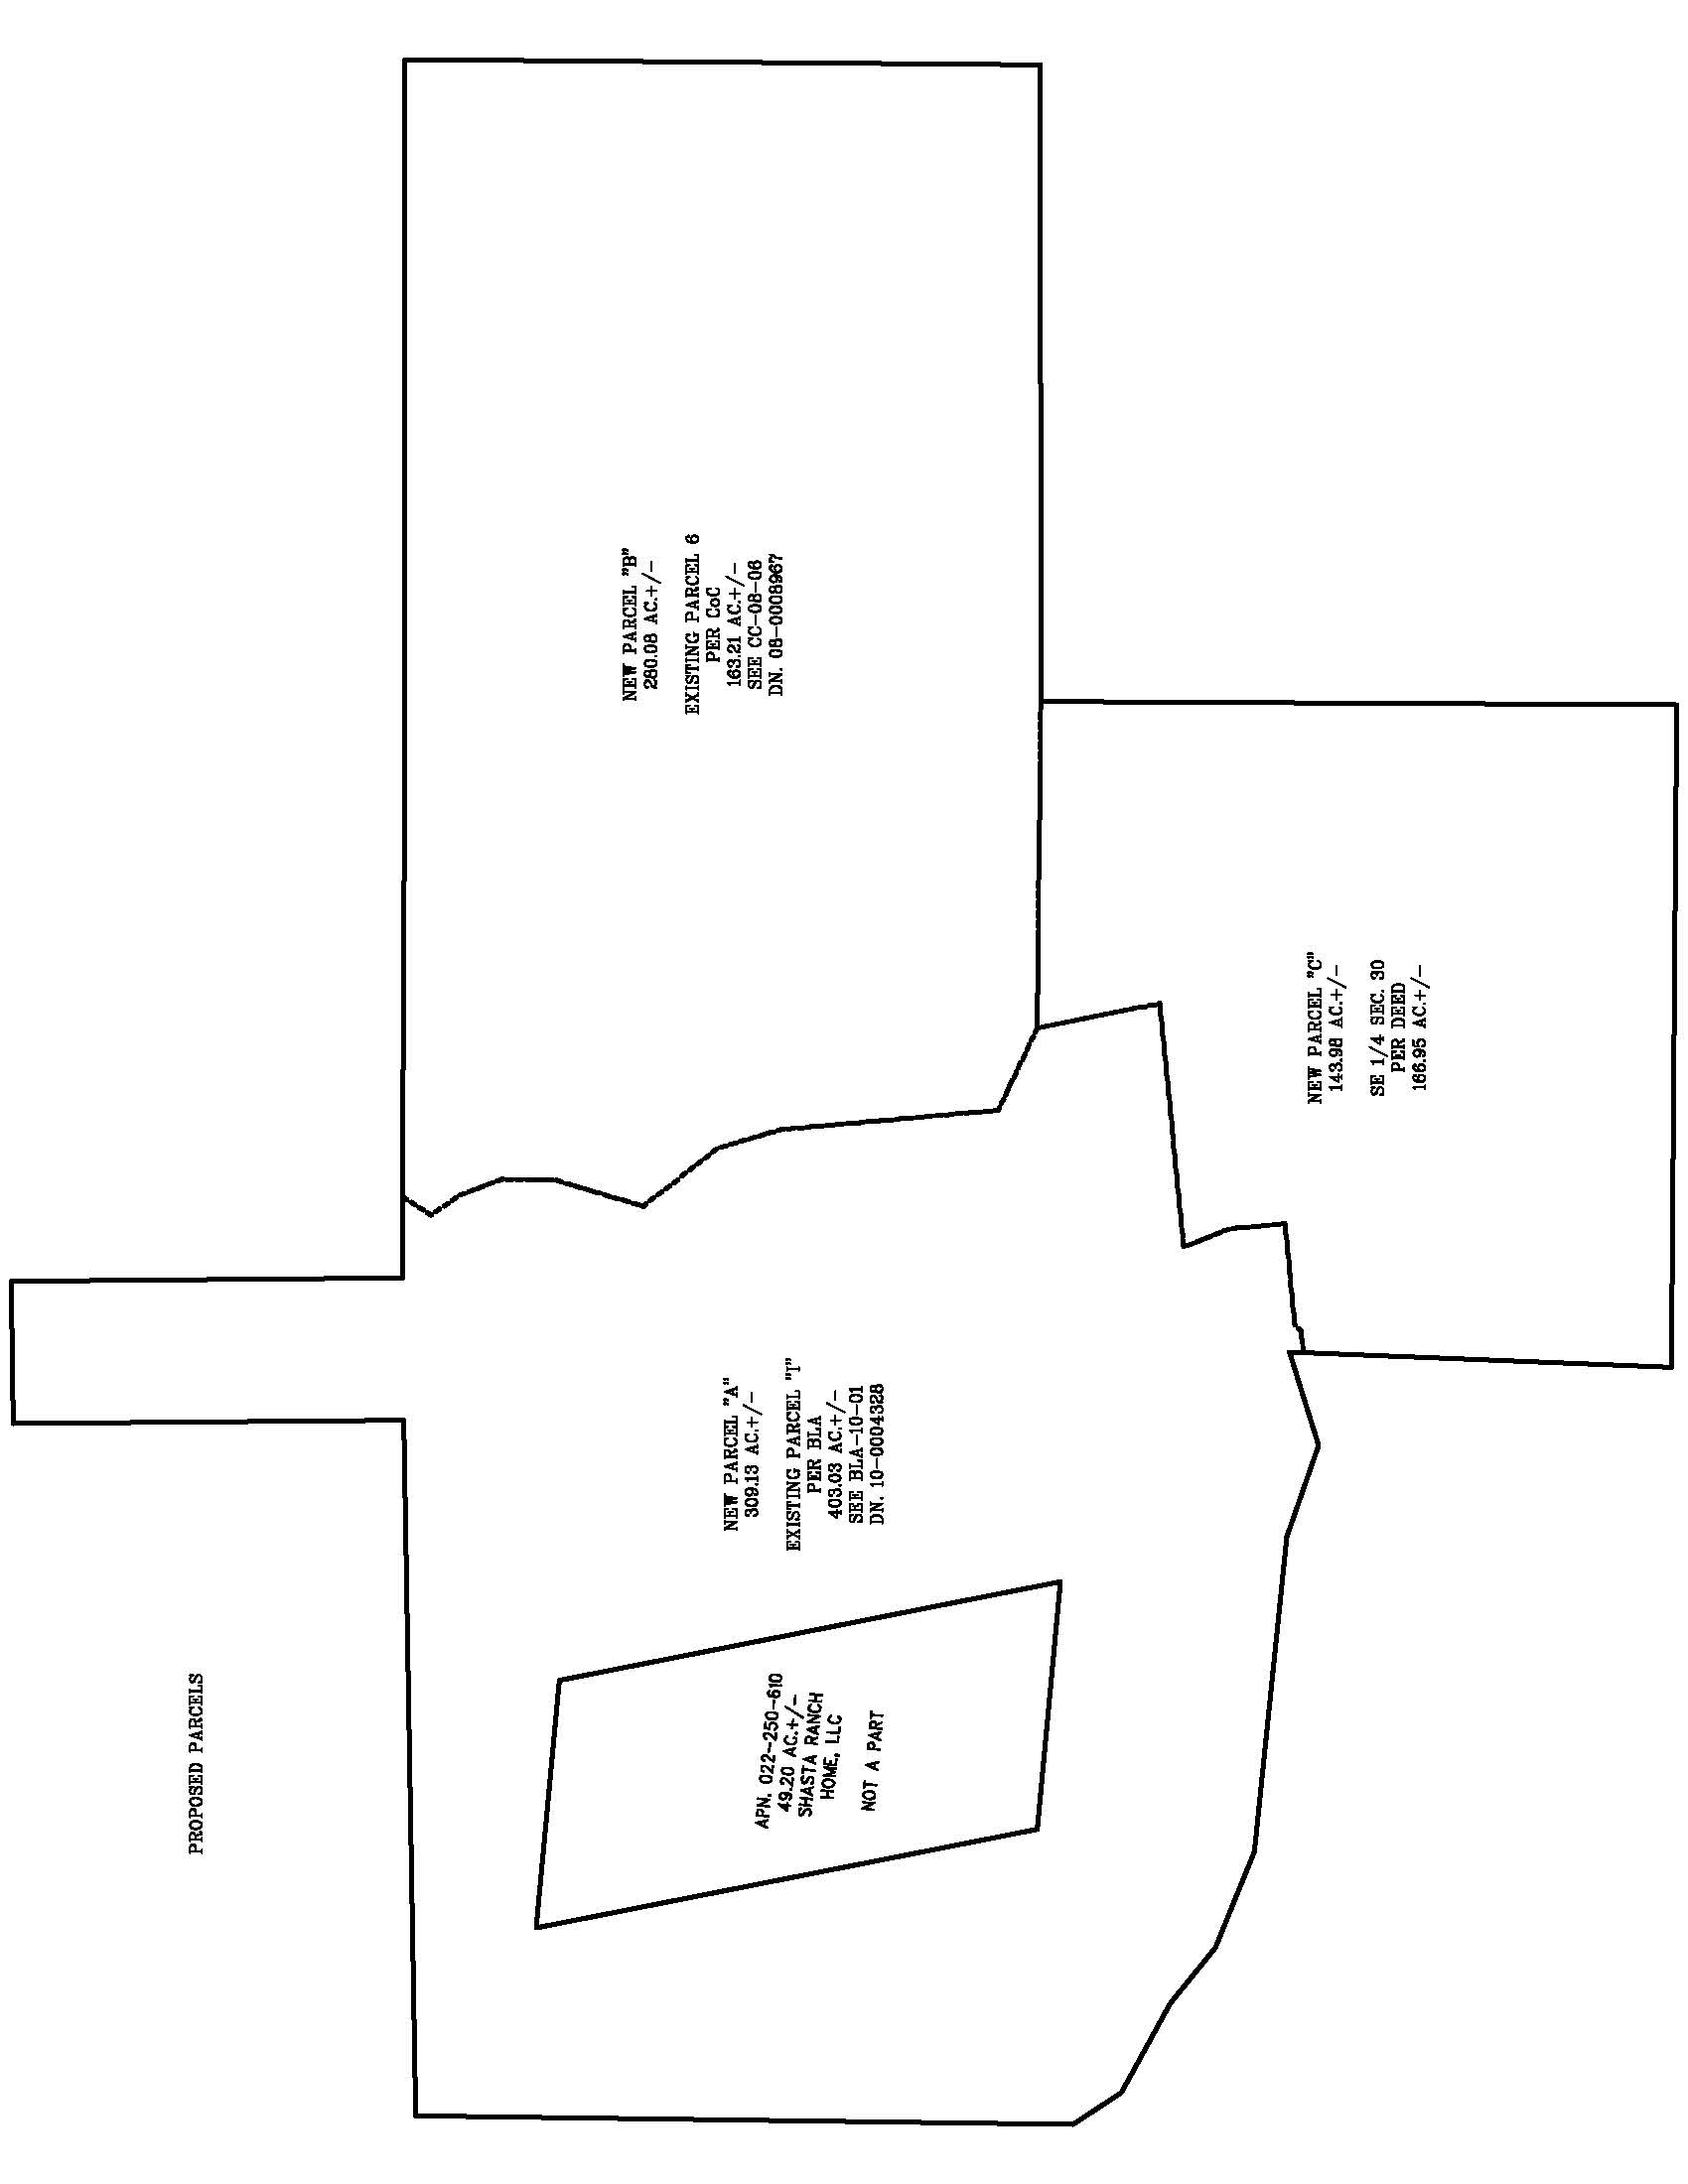 PROPOSED PARCELS
NEW PARCEL "B"
280.08 AC.+/-
EXISTING PARCEL 6
PER CoC
163.21 AC.+/-
SEE CC-08-06
DN. 08-0008967
NEW PARCEL "A"
309.13 AC.+/-
EXISTING PARCEL "I"
PER BLA
403.03 AC.+/-
SEE BLA-10-01
DN. 10-0004328
APN. 022-250-610
49.20 AC.+/-
SHASTA RANCH
HOME, LLC
NOT A PART
NEW PARCEL "C"
143.98 AC.+/-
SE 1/4 SEC. 30
PER DEED
166.95 AC.+/-